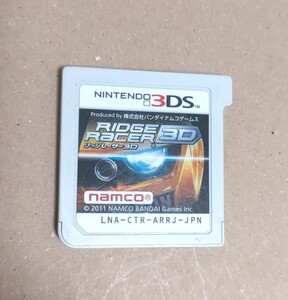 NINTENDO 3DS™
Produced by 株式会社バンダイナムコゲームス
RIDGE
RACER 3D
リッジレーサー3D
namco®
© 2011 NAMCO BANDAI Games Inc.
LNA-CTR-ARRJ-JPN